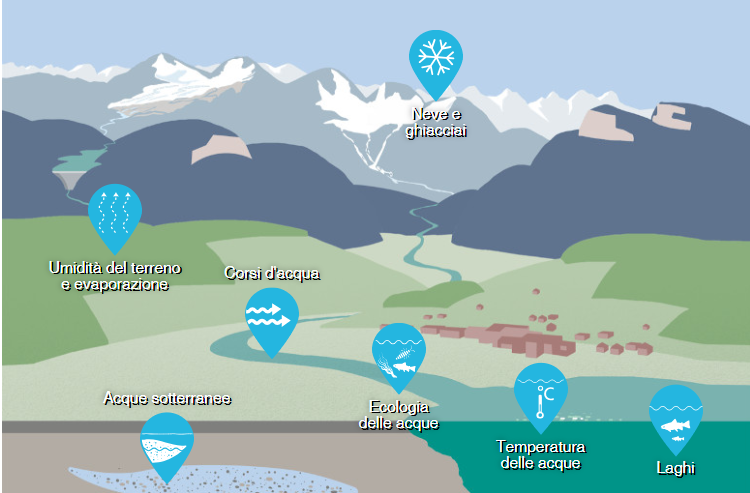 Neve e
ghiacciai
Umidità del terreno
e evaporazione
Corsi d'acqua
Acque sotterranee
Ecologia
delle acque
°C
Temperatura
delle acque
Laghi